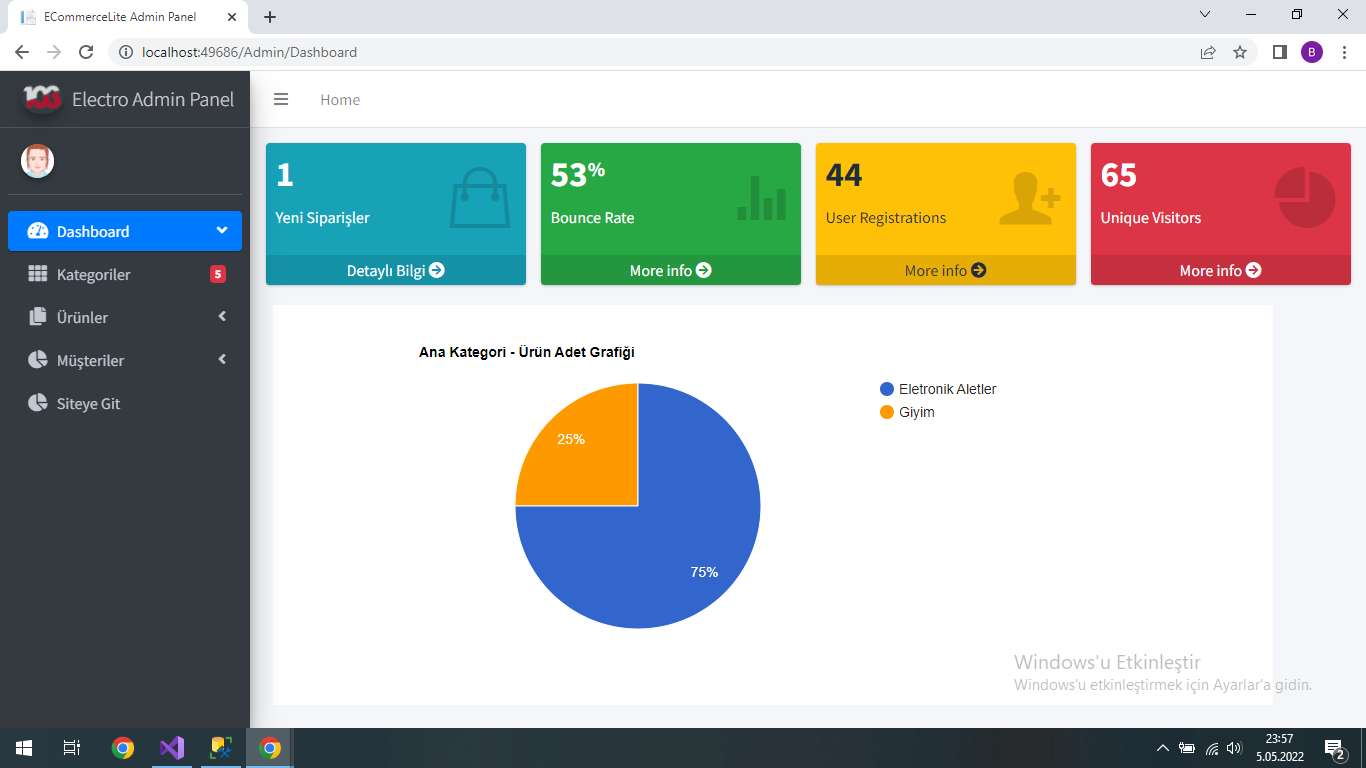 ECommerceLite Admin Panel
localhost:49686/Admin/Dashboard
B
100
Electro Admin Panel
Home
Dashboard
Kategoriler 5
Ürünler
Müşteriler
Siteye Git
1
Yeni Siparişler
Detaylı Bilgi
53%
Bounce Rate
More info
44
User Registrations
More info
65
Unique Visitors
More info
Ana Kategori - Ürün Adet Grafiği
Eletronik Aletler
Giyim
25%
75%
Windows'u Etkinleştir
Windows'u etkinleştirmek için Ayarlar'a gidin.
23:57
5.05.2022
2